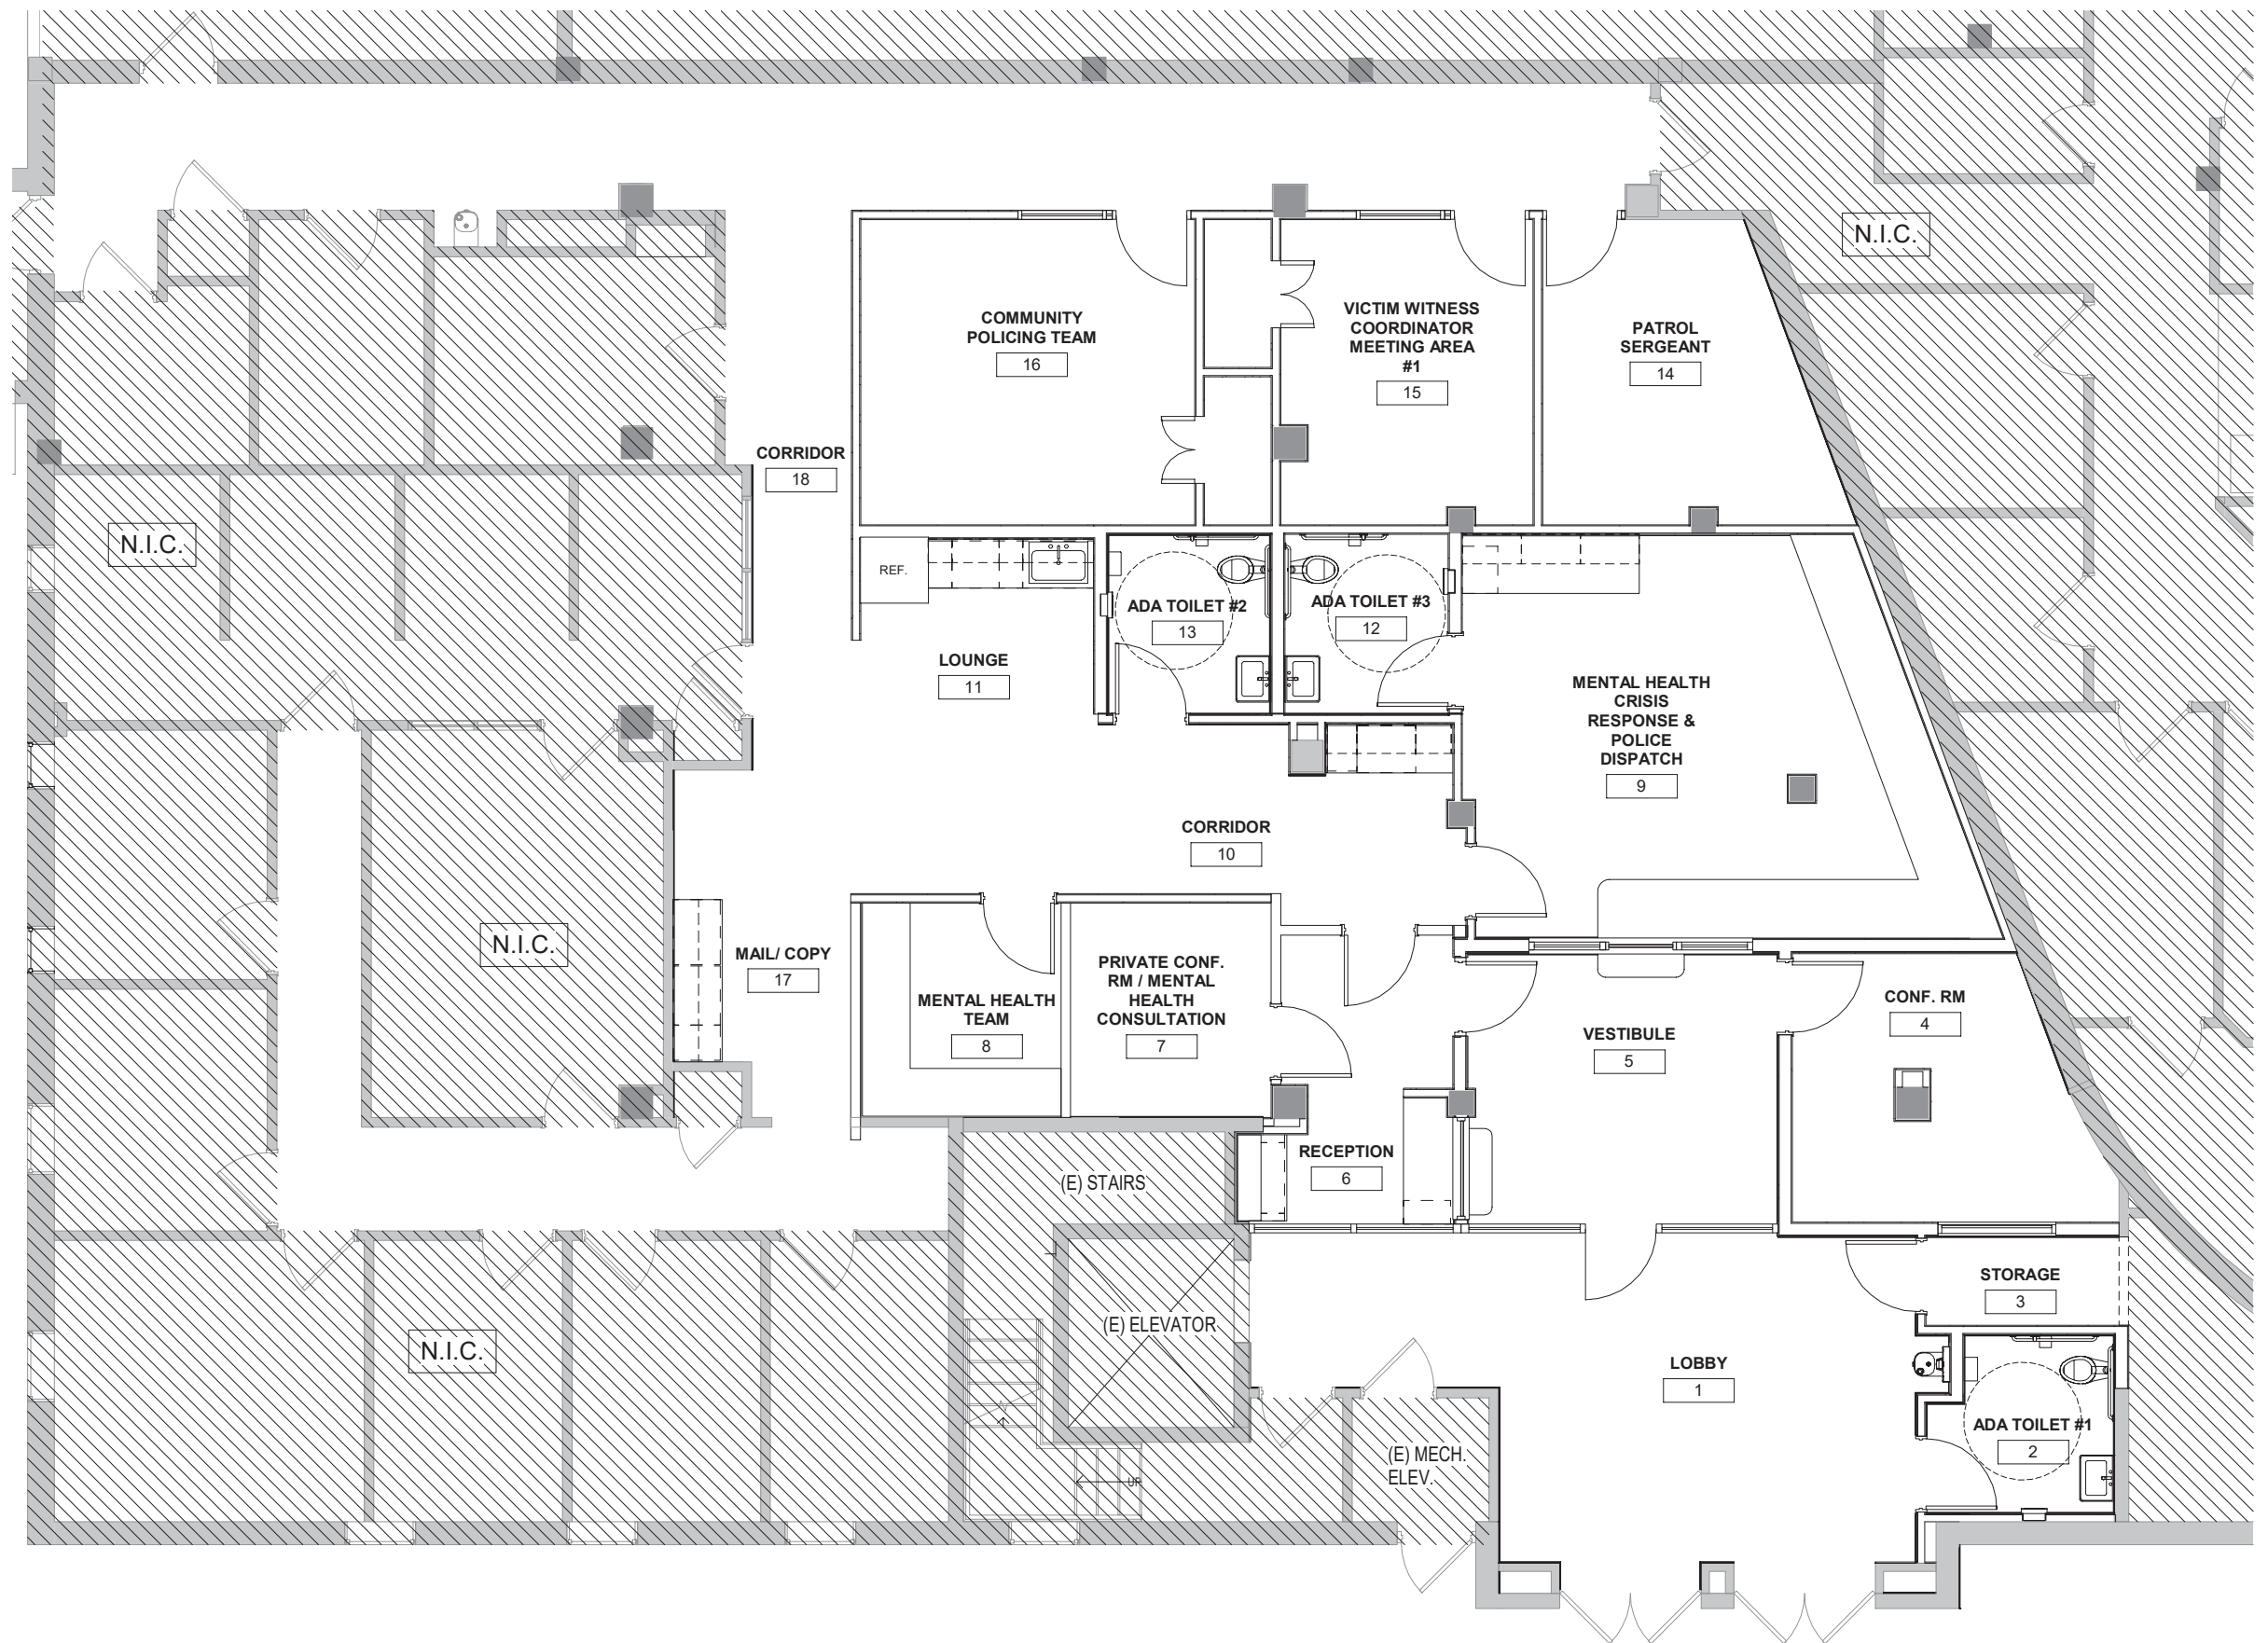 N.I.C.
COMMUNITY
POLICING TEAM
16
VICTIM WITNESS
COORDINATOR
MEETING AREA
#1
15
PATROL
SERGEANT
14
CORRIDOR
18
N.I.C.
REF.
ADA TOILET #2
13
ADA TOILET #3
12
LOUNGE
11
MENTAL HEALTH
CRISIS
RESPONSE &
POLICE
DISPATCH
9
CORRIDOR
10
N.I.C.
MAIL/ COPY
17
MENTAL HEALTH
TEAM
8
PRIVATE CONF.
RM / MENTAL
HEALTH
CONSULTATION
7
VESTIBULE
5
CONF. RM
4
RECEPTION
6
(E) STAIRS
(E) ELEVATOR
STORAGE
3
N.I.C.
LOBBY
1
ADA TOILET #1
2
(E) MECH.
ELEV.
UP